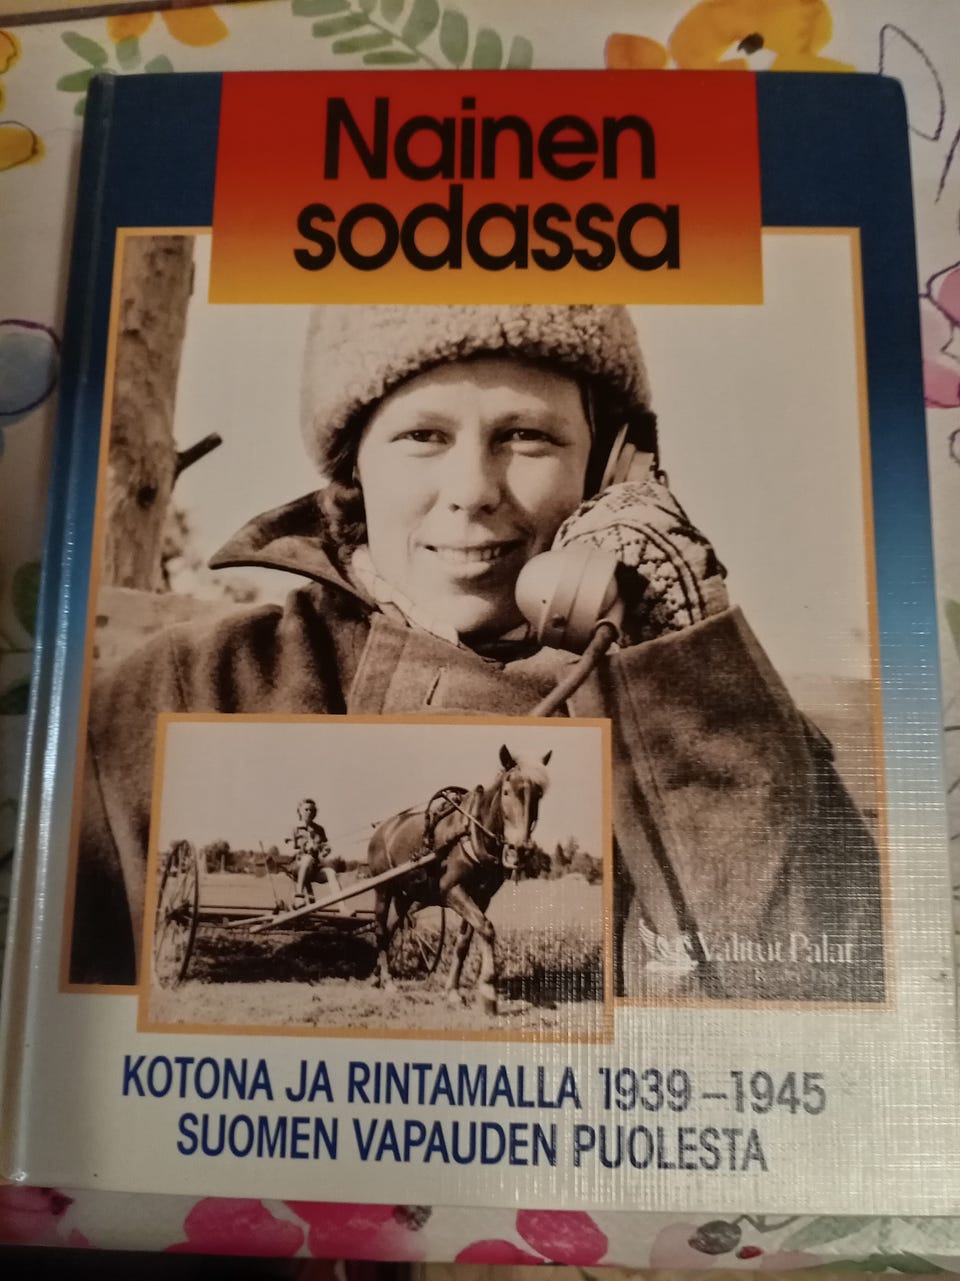 Nainen
sodassa
Valitut Palat
KOTONA JA RINTAMALLA 1939–1945
SUOMEN VAPAUDEN PUOLESTA